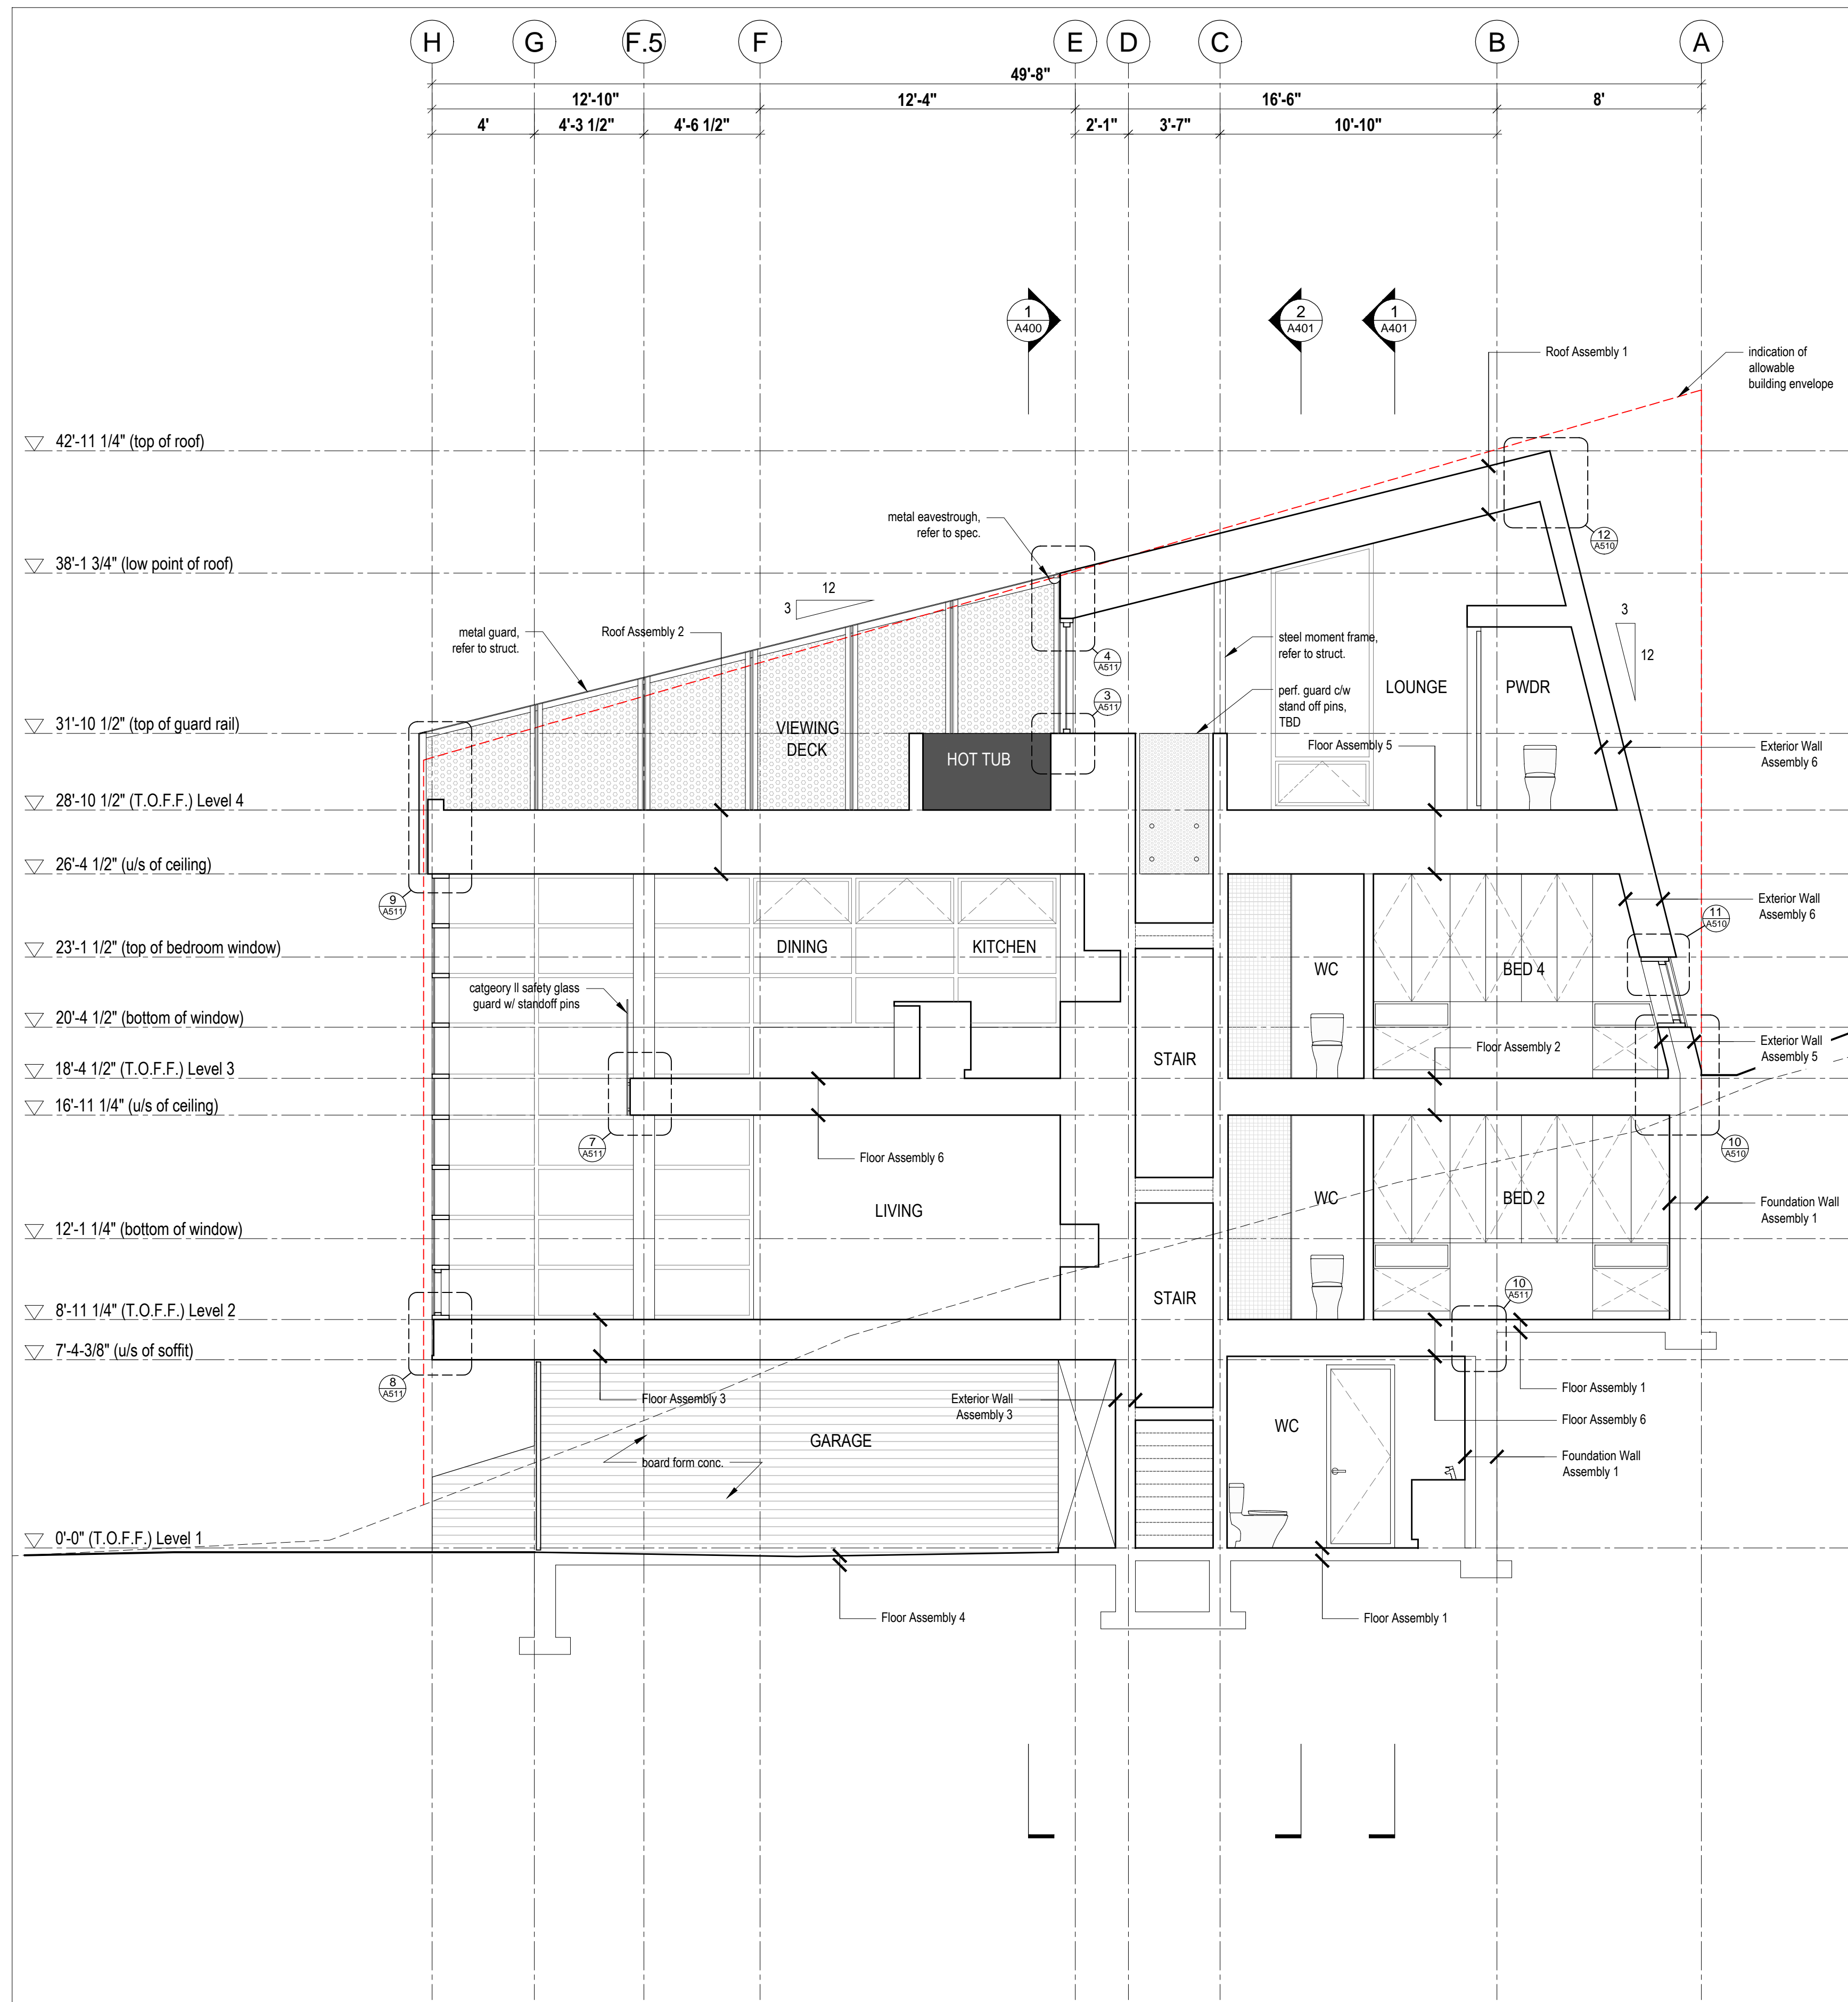 H G F.5 F E D C B A
49'-8"
12'-10" 12'-4" 16'-6" 8'
4' 4'-3 1/2" 4'-6 1/2" 2'-1" 3'-7" 10'-10"
1
A400
2
A401
1
A401
Roof Assembly 1
indication of
allowable
building envelope
42'-11 1/4" (top of roof)
metal eavestrough,
refer to spec.
12
A510
38'-1 3/4" (low point of roof)
12
3
metal guard,
refer to struct.
Roof Assembly 2
4
A511
steel moment frame,
refer to struct.
3
12
LOUNGE
PWDR
3
A511
perf. guard c/w
stand off pins,
TBD
31'-10 1/2" (top of guard rail)
VIEWING
DECK
HOT TUB
Floor Assembly 5
Exterior Wall
Assembly 6
28'-10 1/2" (T.O.F.F.) Level 4
26'-4 1/2" (u/s of ceiling)
9
A511
Exterior Wall
Assembly 6
11
A510
23'-1 1/2" (top of bedroom window)
DINING
KITCHEN
WC
BED 4
catgeory II safety glass
guard w/ standoff pins
20'-4 1/2" (bottom of window)
STAIR
Floor Assembly 2
Exterior Wall
Assembly 5
18'-4 1/2" (T.O.F.F.) Level 3
16'-11 1/4" (u/s of ceiling)
7
A511
10
A510
Floor Assembly 6
LIVING
WC
BED 2
Foundation Wall
Assembly 1
12'-1 1/4" (bottom of window)
STAIR
10
A511
8'-11 1/4" (T.O.F.F.) Level 2
7'-4-3/8" (u/s of soffit)
8
A511
Floor Assembly 3
Exterior Wall
Assembly 3
Floor Assembly 1
Floor Assembly 6
WC
GARAGE
board form conc.
Foundation Wall
Assembly 1
0'-0" (T.O.F.F.) Level 1
Floor Assembly 4
Floor Assembly 1